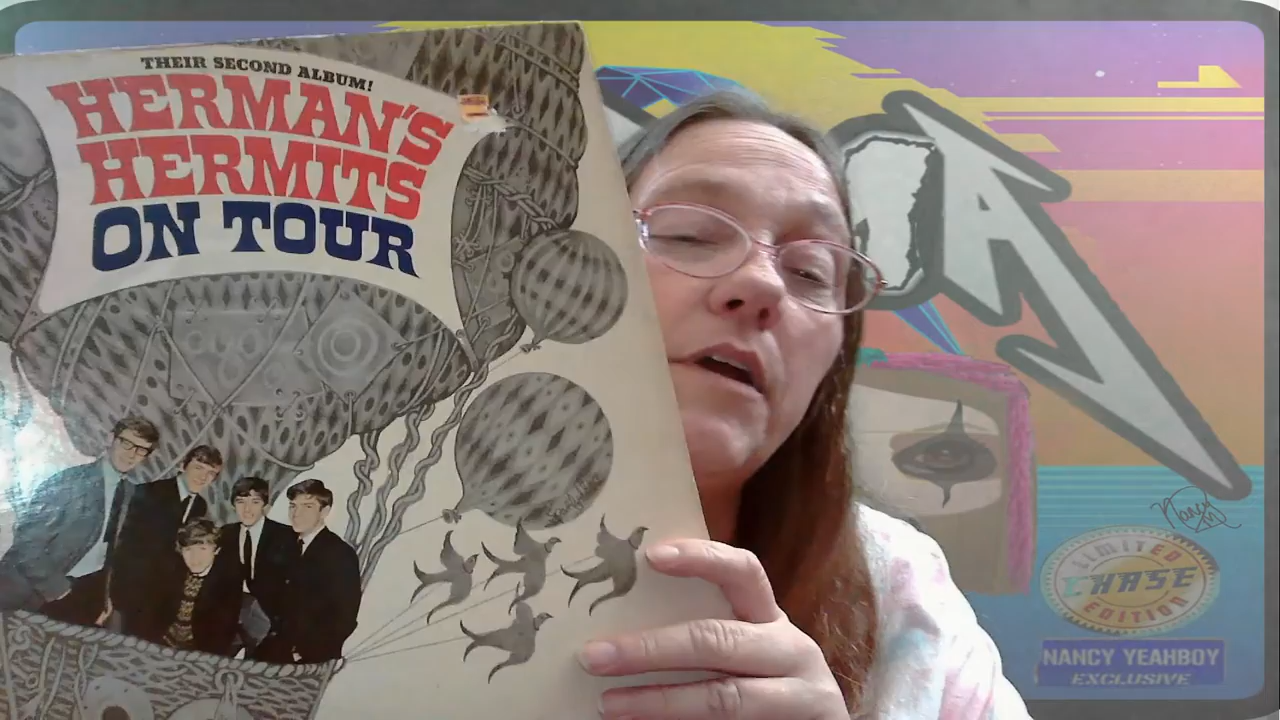 THEIR SECOND ALBUM!
HERMAN'S
HERMITS
ON TOUR
LIMITED
CHASE
EDITION
NANCY YEAHBOY
EXCLUSIVE